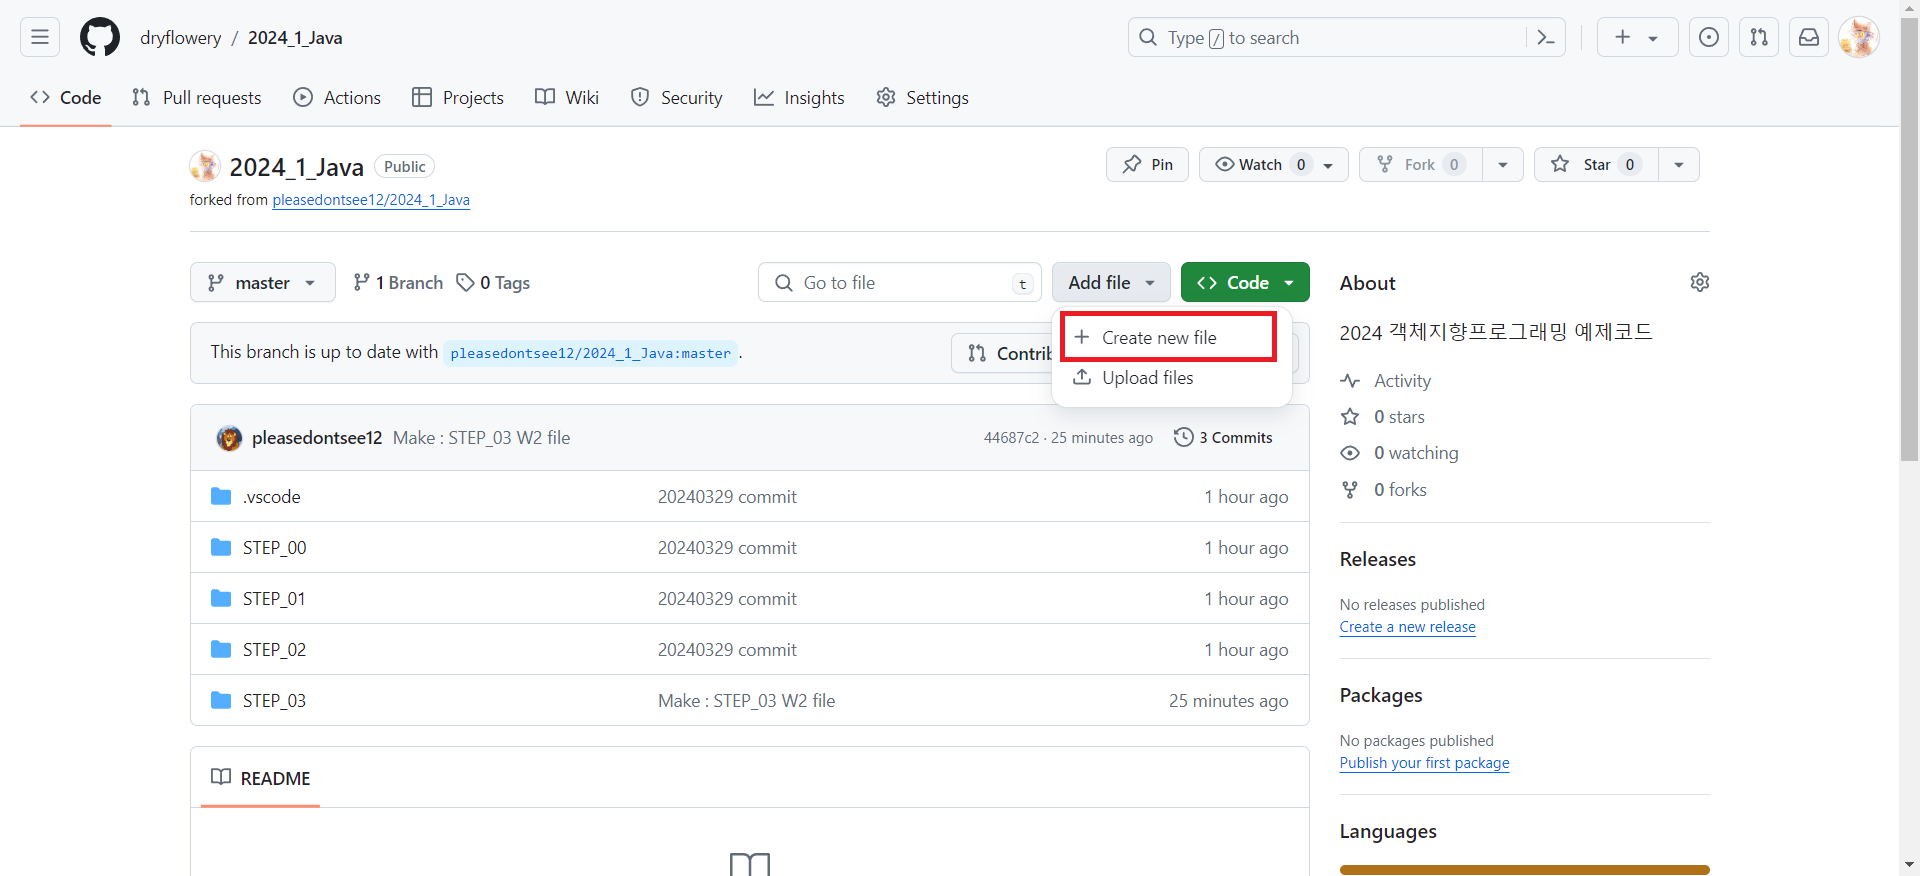 dryflowery / 2024_1_Java
Type / to search
Code Pull requests Actions Projects Wiki Security Insights Settings
2024_1_Java Public
Pin Watch 0 Fork 0 Star 0
forked from pleasedontsee12/2024_1_Java
master 1 Branch 0 Tags
Go to file t
Add file Code
Create new file
Upload files
This branch is up to date with pleasedontsee12/2024_1_Java:master .
Contrib
pleasedontsee12 Make : STEP_03 W2 file 44687c2 · 25 minutes ago 3 Commits
.vscode 20240329 commit 1 hour ago
STEP_00 20240329 commit 1 hour ago
STEP_01 20240329 commit 1 hour ago
STEP_02 20240329 commit 1 hour ago
STEP_03 Make : STEP_03 W2 file 25 minutes ago
README
About
2024 객체지향프로그래밍 예제코드
Activity
0 stars
0 watching
0 forks
Releases
No releases published
Create a new release
Packages
No packages published
Publish your first package
Languages